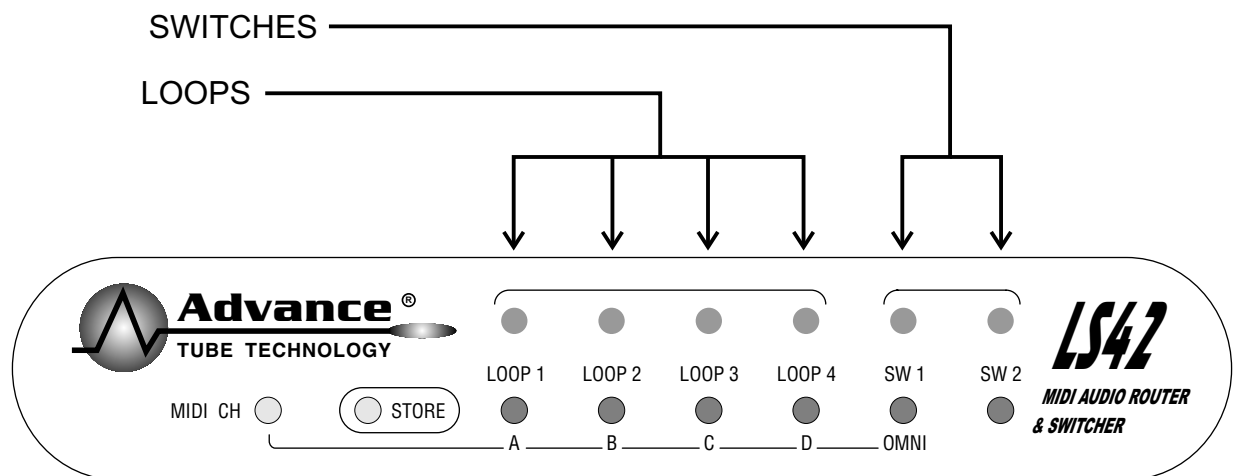 SWITCHES
LOOPS
Advance ®
TUBE TECHNOLOGY
LOOP 1 LOOP 2 LOOP 3 LOOP 4 SW 1 SW 2
LS42
MIDI AUDIO ROUTER
& SWITCHER
MIDI CH STORE
A B C D OMNI